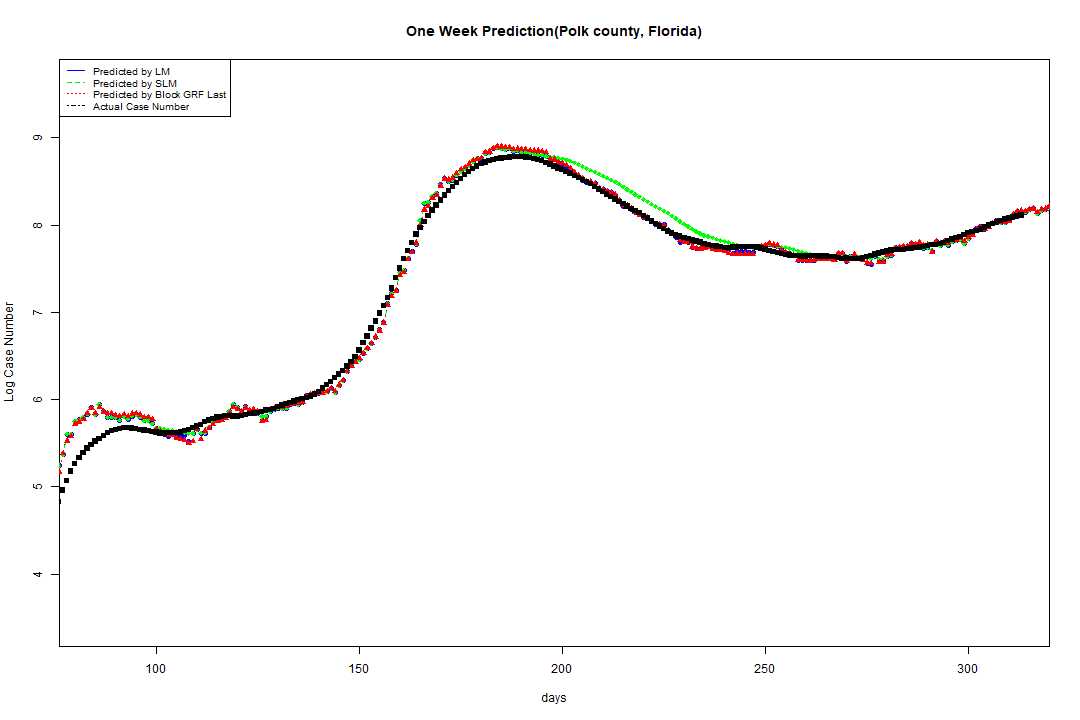 One Week Prediction(Polk county, Florida)
Predicted by LM
Predicted by SLM
Predicted by Block GRF Last
Actual Case Number
9
8
7
6
5
4
Log Case Number
100 150 200 250 300
days